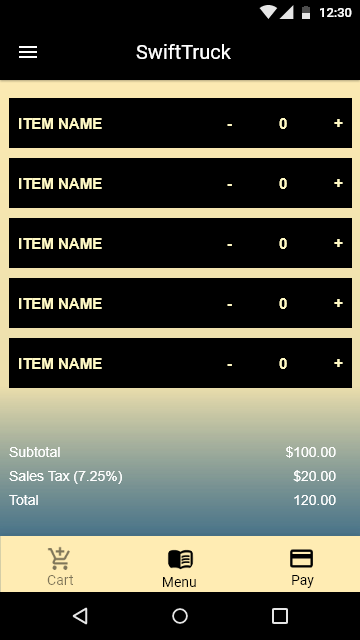 12:30
SwiftTruck
ITEM NAME - 0 +
ITEM NAME - 0 +
ITEM NAME - 0 +
ITEM NAME - 0 +
ITEM NAME - 0 +
Subtotal $100.00
Sales Tax (7.25%) $20.00
Total 120.00
Cart Menu Pay